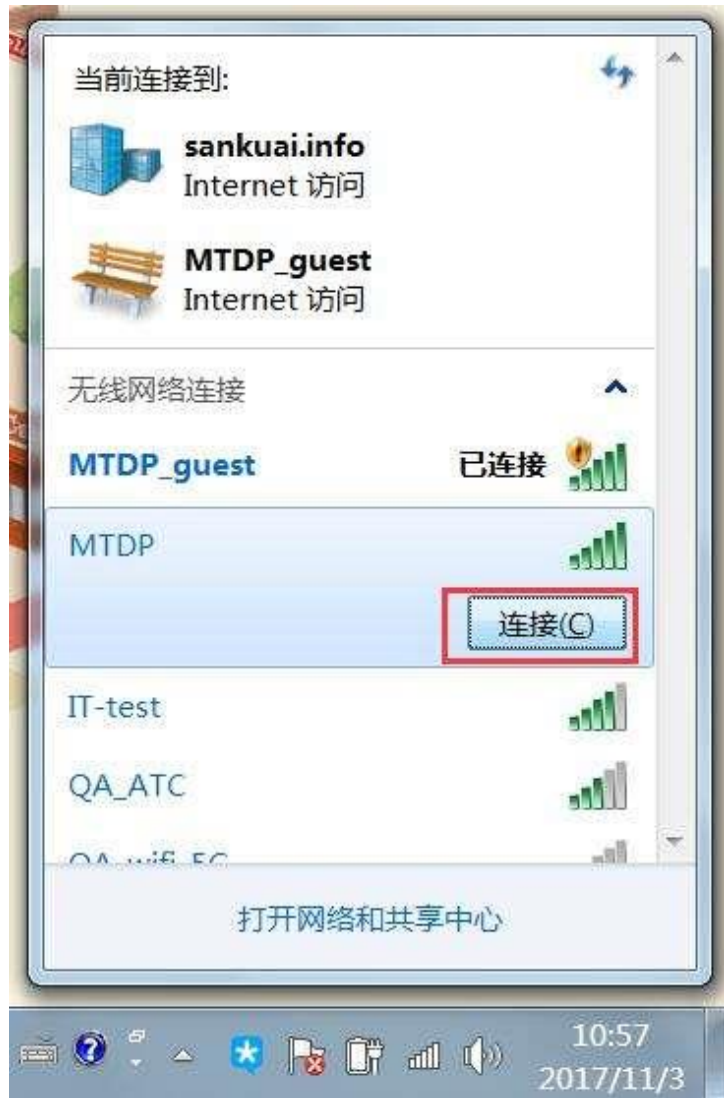 当前连接到:
sankuai.info
Internet 访问
MTDP_guest
Internet 访问
无线网络连接
MTDP_guest 已连接
MTDP
连接(C)
IT-test
QA_ATC
QA_wifi_5G
打开网络和共享中心
10:57
2017/11/3